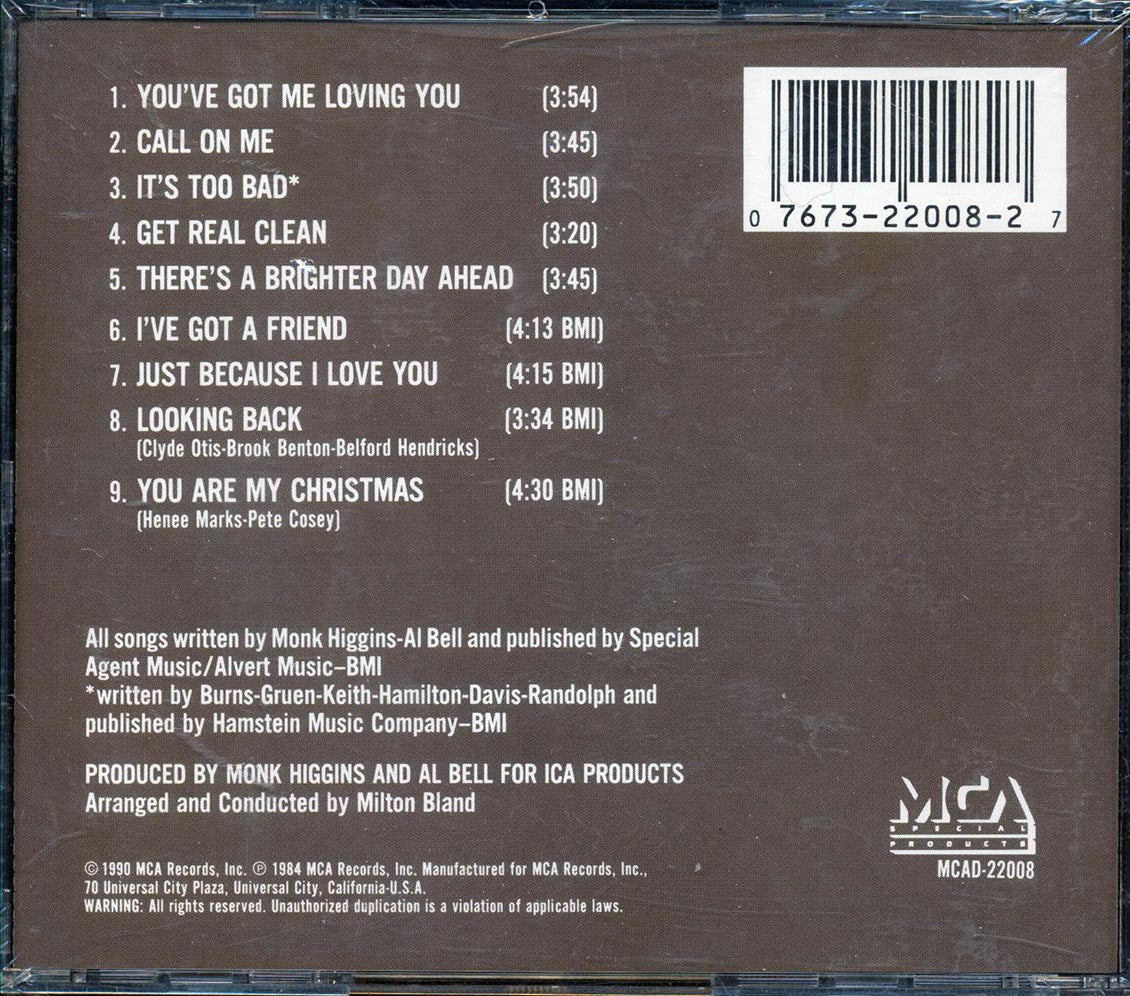 1. YOU'VE GOT ME LOVING YOU (3:54)
2. CALL ON ME (3:45)
3. IT'S TOO BAD* (3:50)
4. GET REAL CLEAN (3:20)
5. THERE'S A BRIGHTER DAY AHEAD (3:45)
6. I'VE GOT A FRIEND (4:13 BMI)
7. JUST BECAUSE I LOVE YOU (4:15 BMI)
8. LOOKING BACK (3:34 BMI)
(Clyde Otis-Brook Benton-Belford Hendricks)
9. YOU ARE MY CHRISTMAS (4:30 BMI)
(Henee Marks-Pete Cosey)
0 7673-22008-2 7
All songs written by Monk Higgins-Al Bell and published by Special
Agent Music/Alvert Music–BMI
*written by Burns-Gruen-Keith-Hamilton-Davis-Randolph and
published by Hamstein Music Company–BMI
PRODUCED BY MONK HIGGINS AND AL BELL FOR ICA PRODUCTS
Arranged and Conducted by Milton Bland
© 1990 MCA Records, Inc. ℗ 1984 MCA Records, Inc. Manufactured for MCA Records, Inc.,
70 Universal City Plaza, Universal City, California-U.S.A.
WARNING: All rights reserved. Unauthorized duplication is a violation of applicable laws.
MCA
SPECIAL
PRODUCTS
MCAD-22008